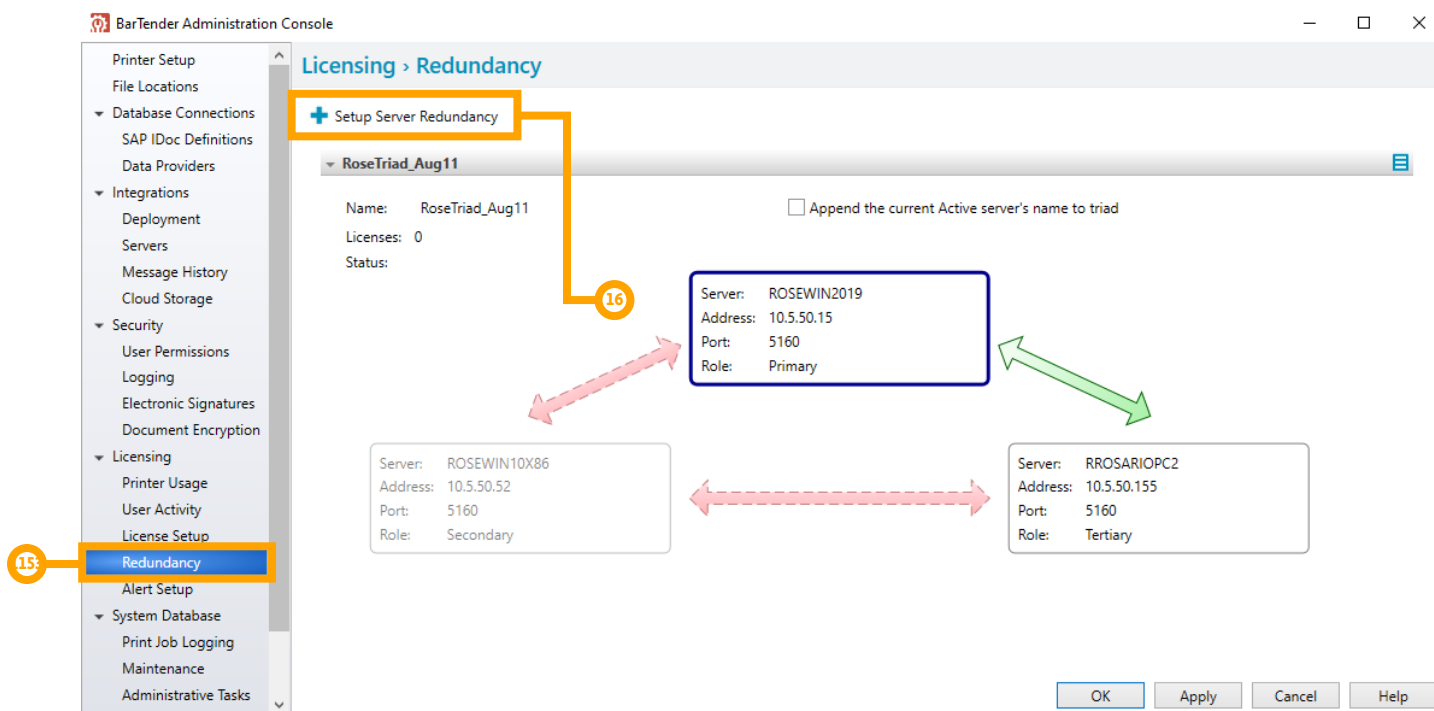 BarTender Administration Console
Printer Setup
File Locations
Database Connections
SAP IDoc Definitions
Data Providers
Integrations
Deployment
Servers
Message History
Cloud Storage
Security
User Permissions
Logging
Electronic Signatures
Document Encryption
Licensing
Printer Usage
User Activity
License Setup
15
Redundancy
Alert Setup
System Database
Print Job Logging
Maintenance
Administrative Tasks
Licensing › Redundancy
Setup Server Redundancy
RoseTriad_Aug11
Name: RoseTriad_Aug11
Append the current Active server's name to triad
Licenses: 0
Status:
16
Server: ROSEWIN2019
Address: 10.5.50.15
Port: 5160
Role: Primary
Server: ROSEWIN10X86
Address: 10.5.50.52
Port: 5160
Role: Secondary
Server: RROSARIOPC2
Address: 10.5.50.155
Port: 5160
Role: Tertiary
OK Apply Cancel Help